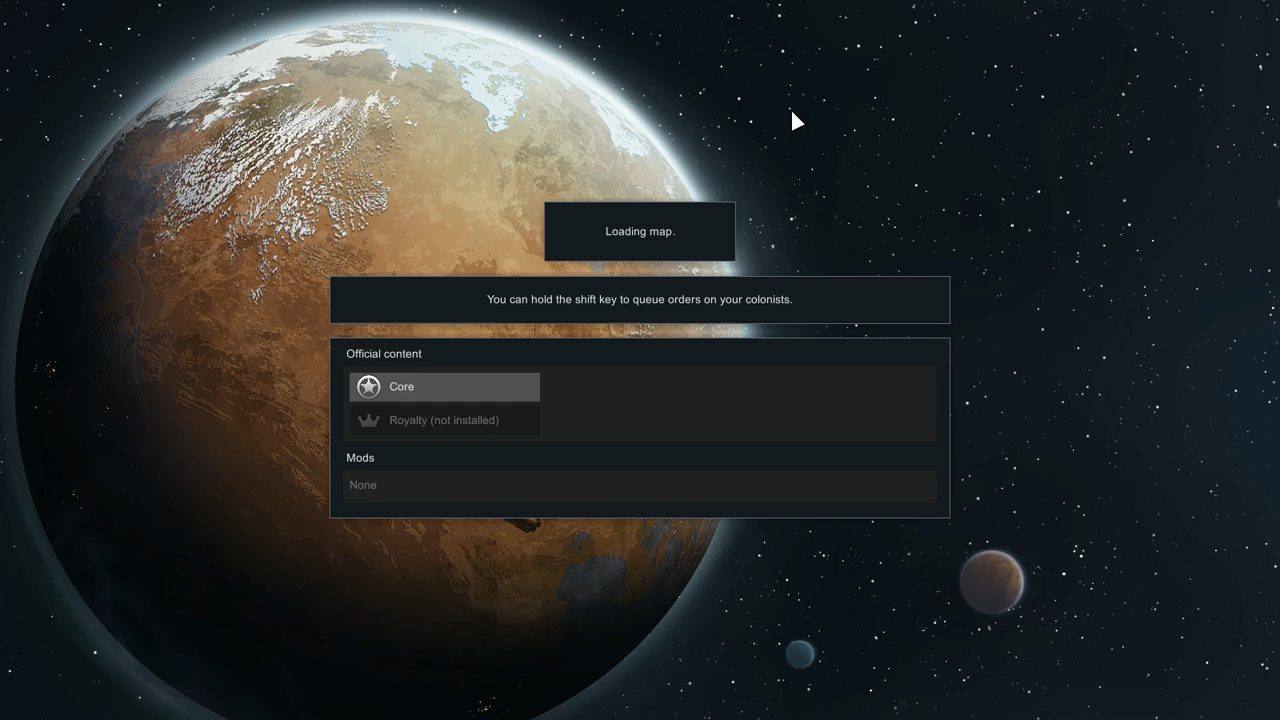 Loading map.
You can hold the shift key to queue orders on your colonists.
Official content
Core
Royalty (not installed)
Mods
None